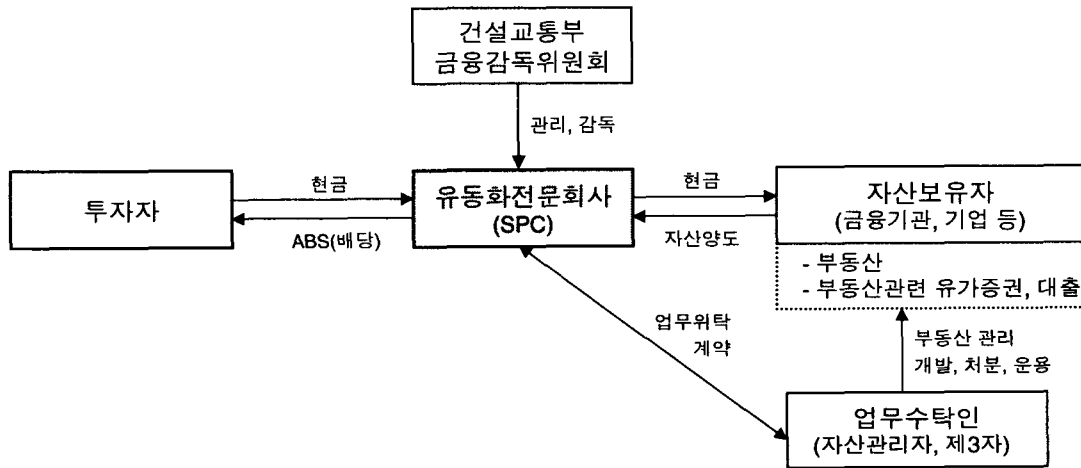 건설교통부
금융감독위원회
관리, 감독
투자자
현금
ABS(배당)
유동화전문회사
(SPC)
현금
자산양도
자산보유자
(금융기관, 기업 등)
- 부동산
- 부동산관련 유가증권, 대출
업무위탁
계약
부동산 관리
개발, 처분, 운용
업무수탁인
(자산관리자, 제3자)